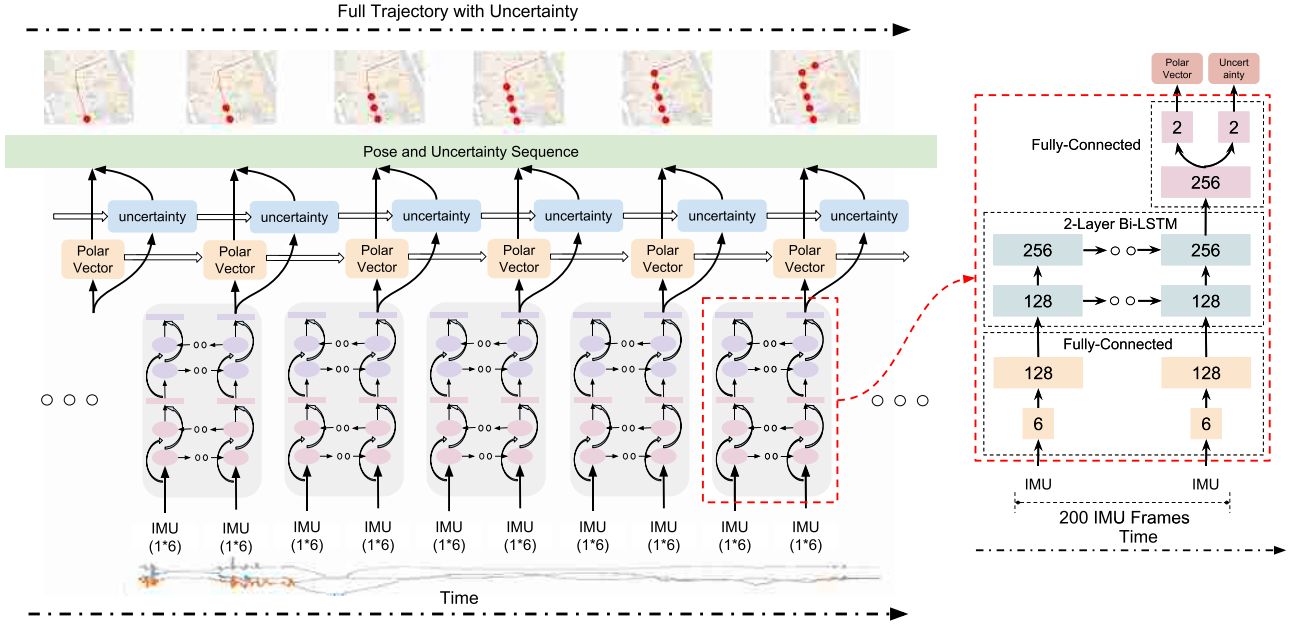 Full Trajectory with Uncertainty
Pose and Uncertainty Sequence
uncertainty
uncertainty
uncertainty
uncertainty
uncertainty
uncertainty
Polar
Vector
Polar
Vector
Polar
Vector
Polar
Vector
Polar
Vector
Polar
Vector
IMU
(1*6)
IMU
(1*6)
IMU
(1*6)
IMU
(1*6)
IMU
(1*6)
IMU
(1*6)
IMU
(1*6)
IMU
(1*6)
IMU
(1*6)
IMU
(1*6)
Time
Polar
Vector
Uncert
ainty
Fully-Connected
2
2
256
2-Layer Bi-LSTM
256
256
128
128
Fully-Connected
128
128
6
6
IMU
IMU
200 IMU Frames
Time